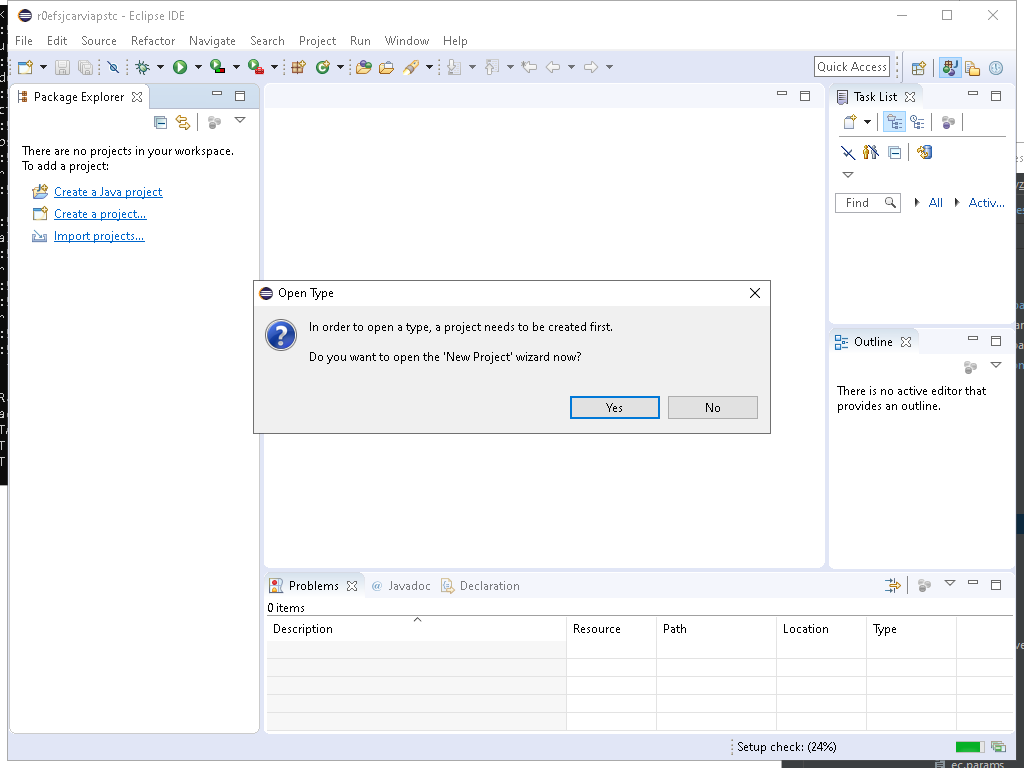 r0efsjcarviapstc - Eclipse IDE
File Edit Source Refactor Navigate Search Project Run Window Help
Quick Access
Package Explorer
There are no projects in your workspace.
To add a project:
Create a Java project
Create a project...
Import projects...
Task List
Find
All
Activ...
Open Type
In order to open a type, a project needs to be created first.
Do you want to open the 'New Project' wizard now?
Yes
No
Outline
There is no active editor that
provides an outline.
Problems
@ Javadoc
Declaration
0 items
Description Resource Path Location Type
Setup check: (24%)
ec.params